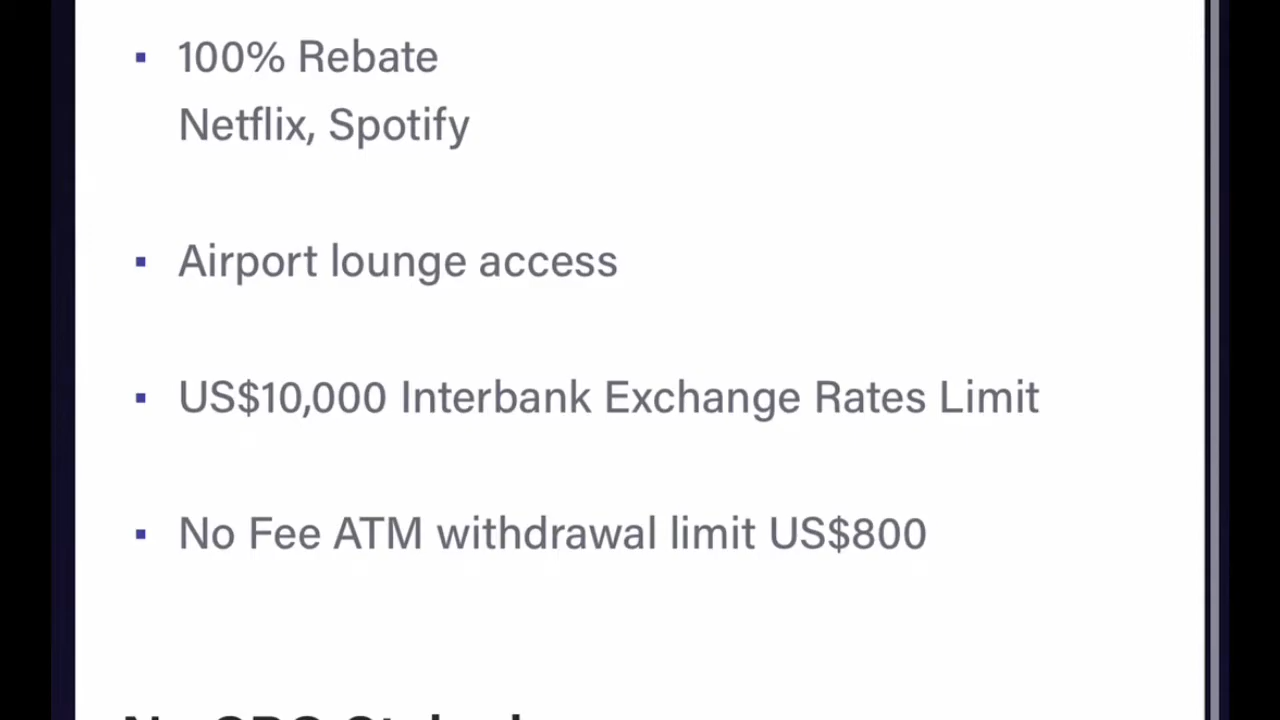 ▪ 100% Rebate
Netflix, Spotify
▪ Airport lounge access
▪ US$10,000 Interbank Exchange Rates Limit
▪ No Fee ATM withdrawal limit US$800